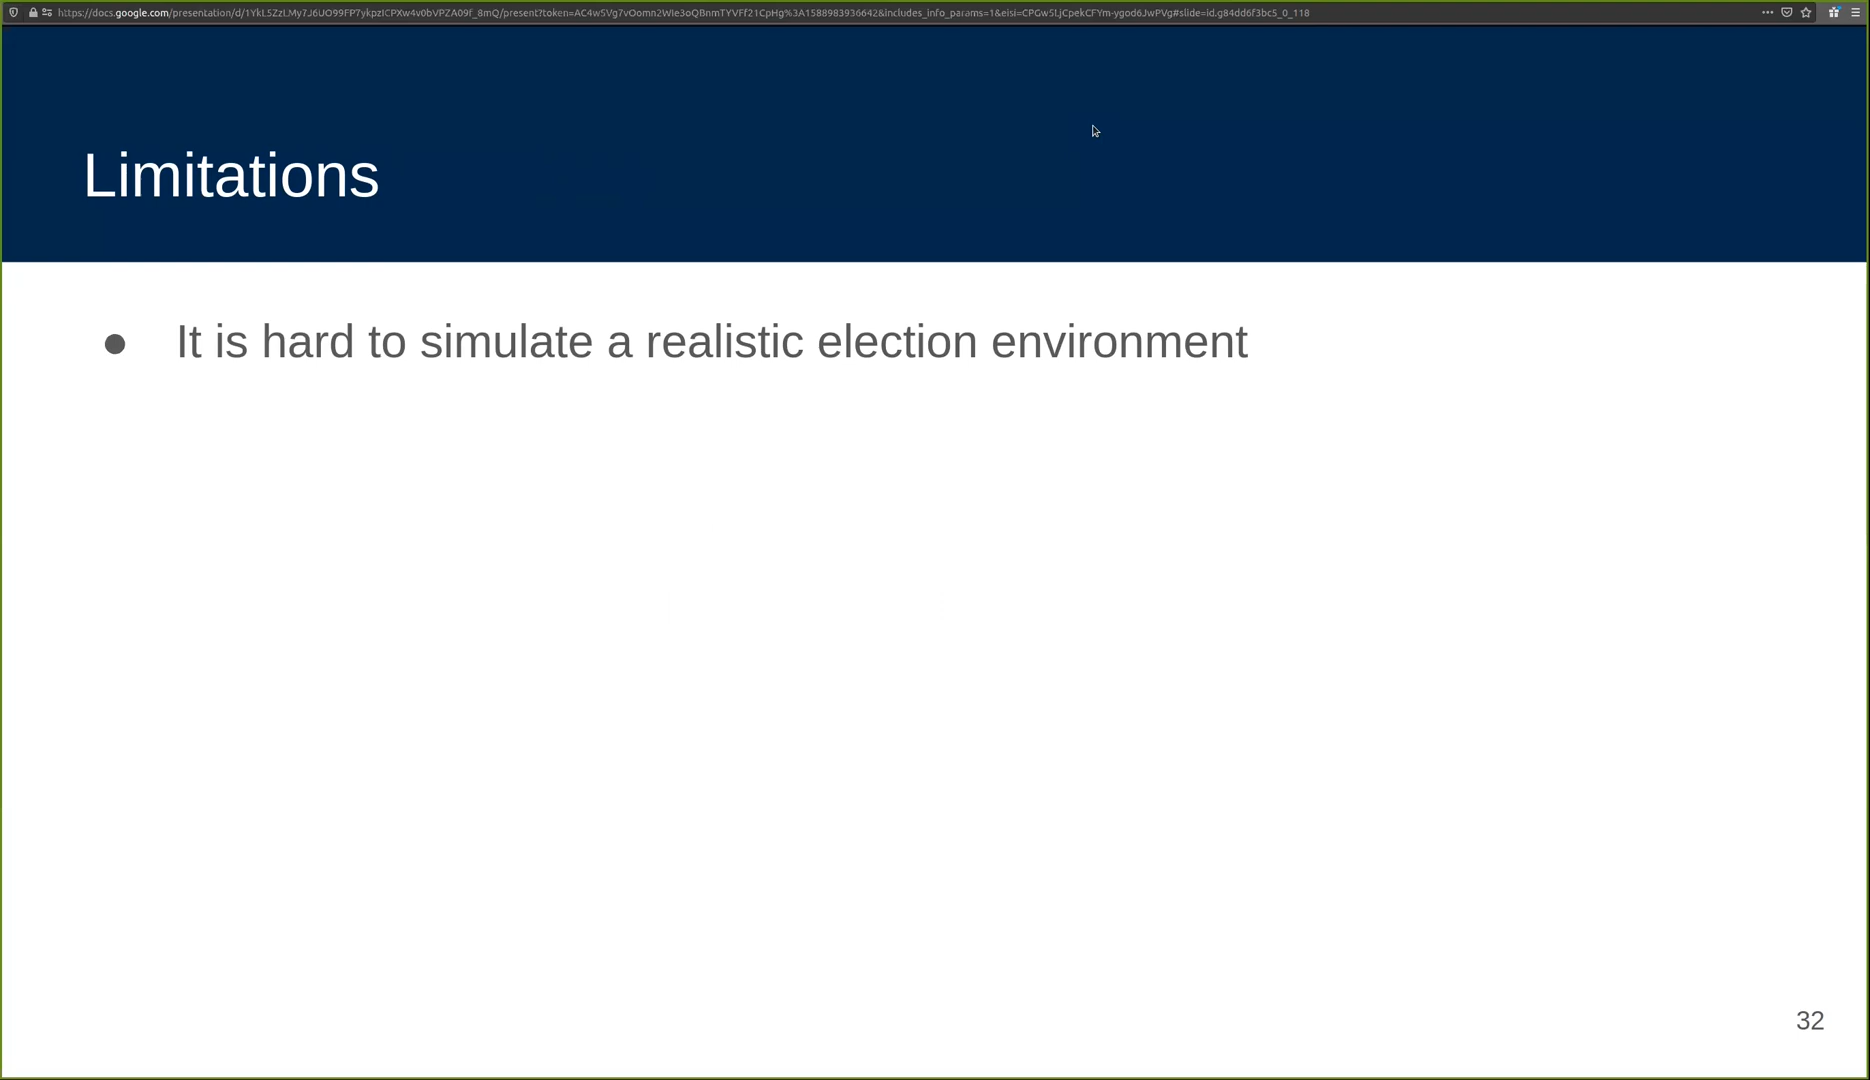 Limitations
● It is hard to simulate a realistic election environment
32